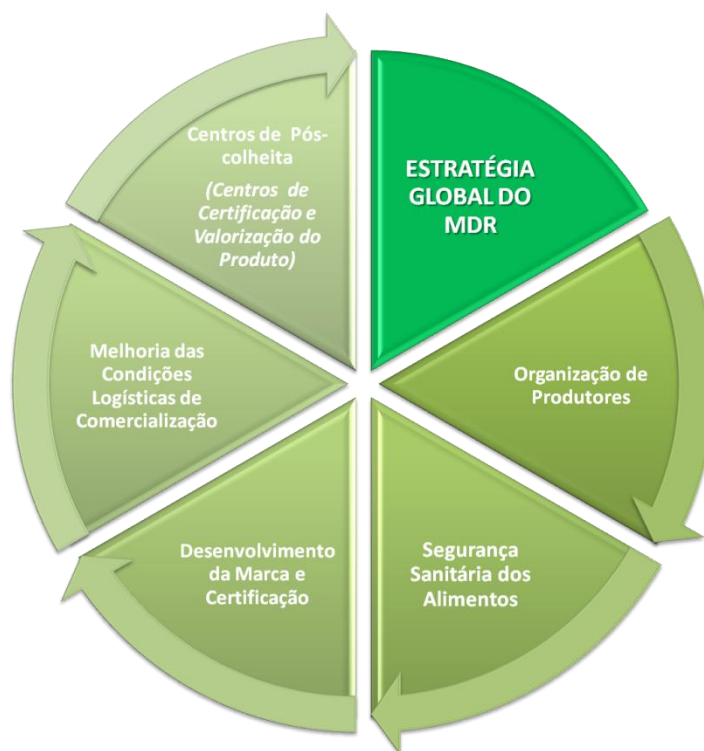 ESTRATÉGIA
GLOBAL DO
MDR
Organização de
Produtores
Segurança
Sanitária dos
Alimentos
Desenvolvimento
da Marca e
Certificação
Melhoria das
Condições
Logísticas de
Comercialização
Centros de Pós-
colheita
(Centros de
Certificação e
Valorização do
Produto)